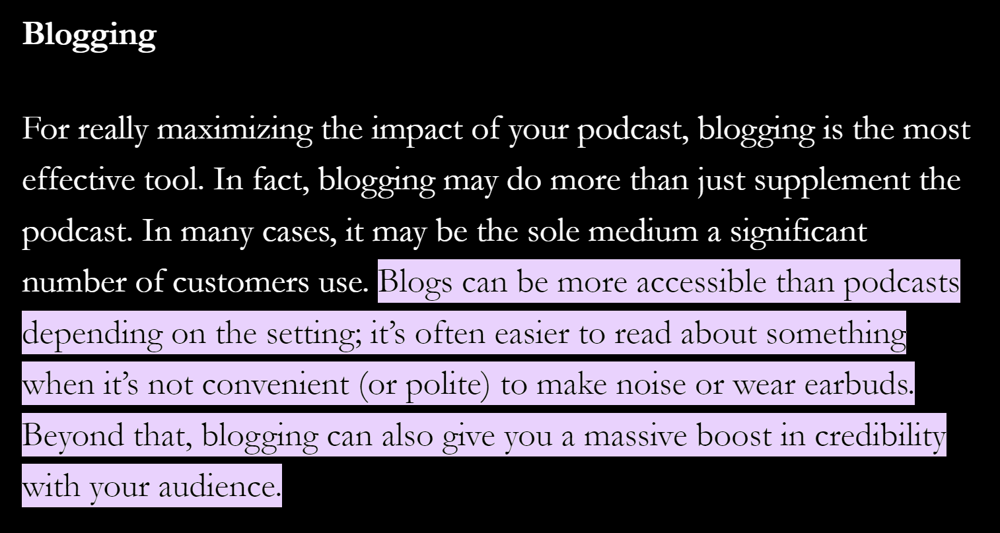 Blogging
For really maximizing the impact of your podcast, blogging is the most
effective tool. In fact, blogging may do more than just supplement the
podcast. In many cases, it may be the sole medium a significant
number of customers use. Blogs can be more accessible than podcasts
depending on the setting; it’s often easier to read about something
when it’s not convenient (or polite) to make noise or wear earbuds.
Beyond that, blogging can also give you a massive boost in credibility
with your audience.